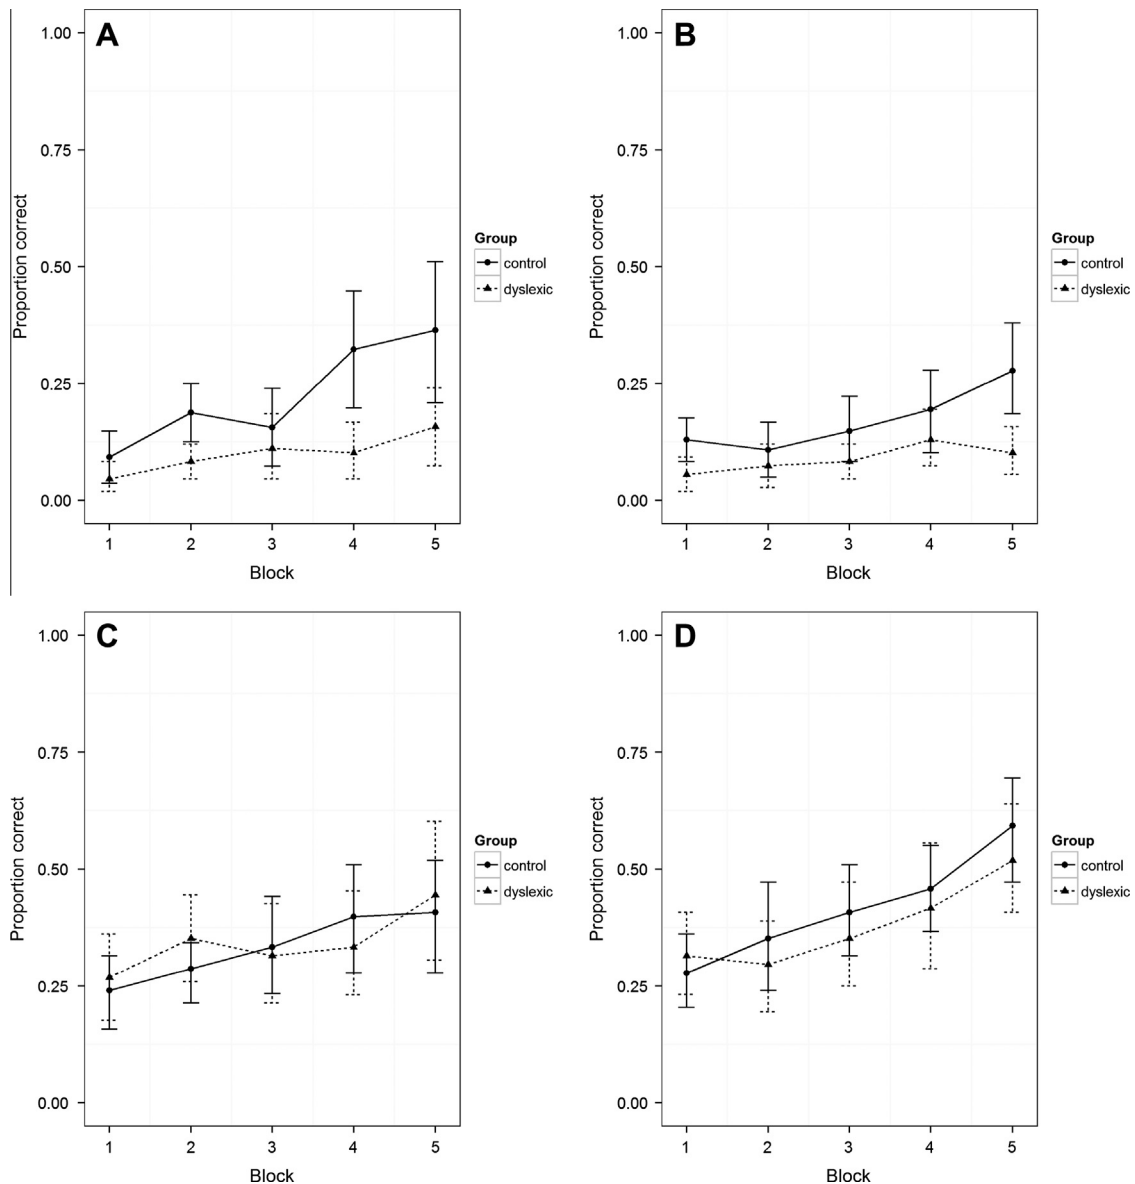 A
1.00
0.75
0.50
0.25
0.00
Proportion correct
1 2 3 4 5
Block
Group
control
dyslexic
B
1.00
0.75
0.50
0.25
0.00
Proportion correct
1 2 3 4 5
Block
Group
control
dyslexic
C
1.00
0.75
0.50
0.25
0.00
Proportion correct
1 2 3 4 5
Block
Group
control
dyslexic
D
1.00
0.75
0.50
0.25
0.00
Proportion correct
1 2 3 4 5
Block
Group
control
dyslexic